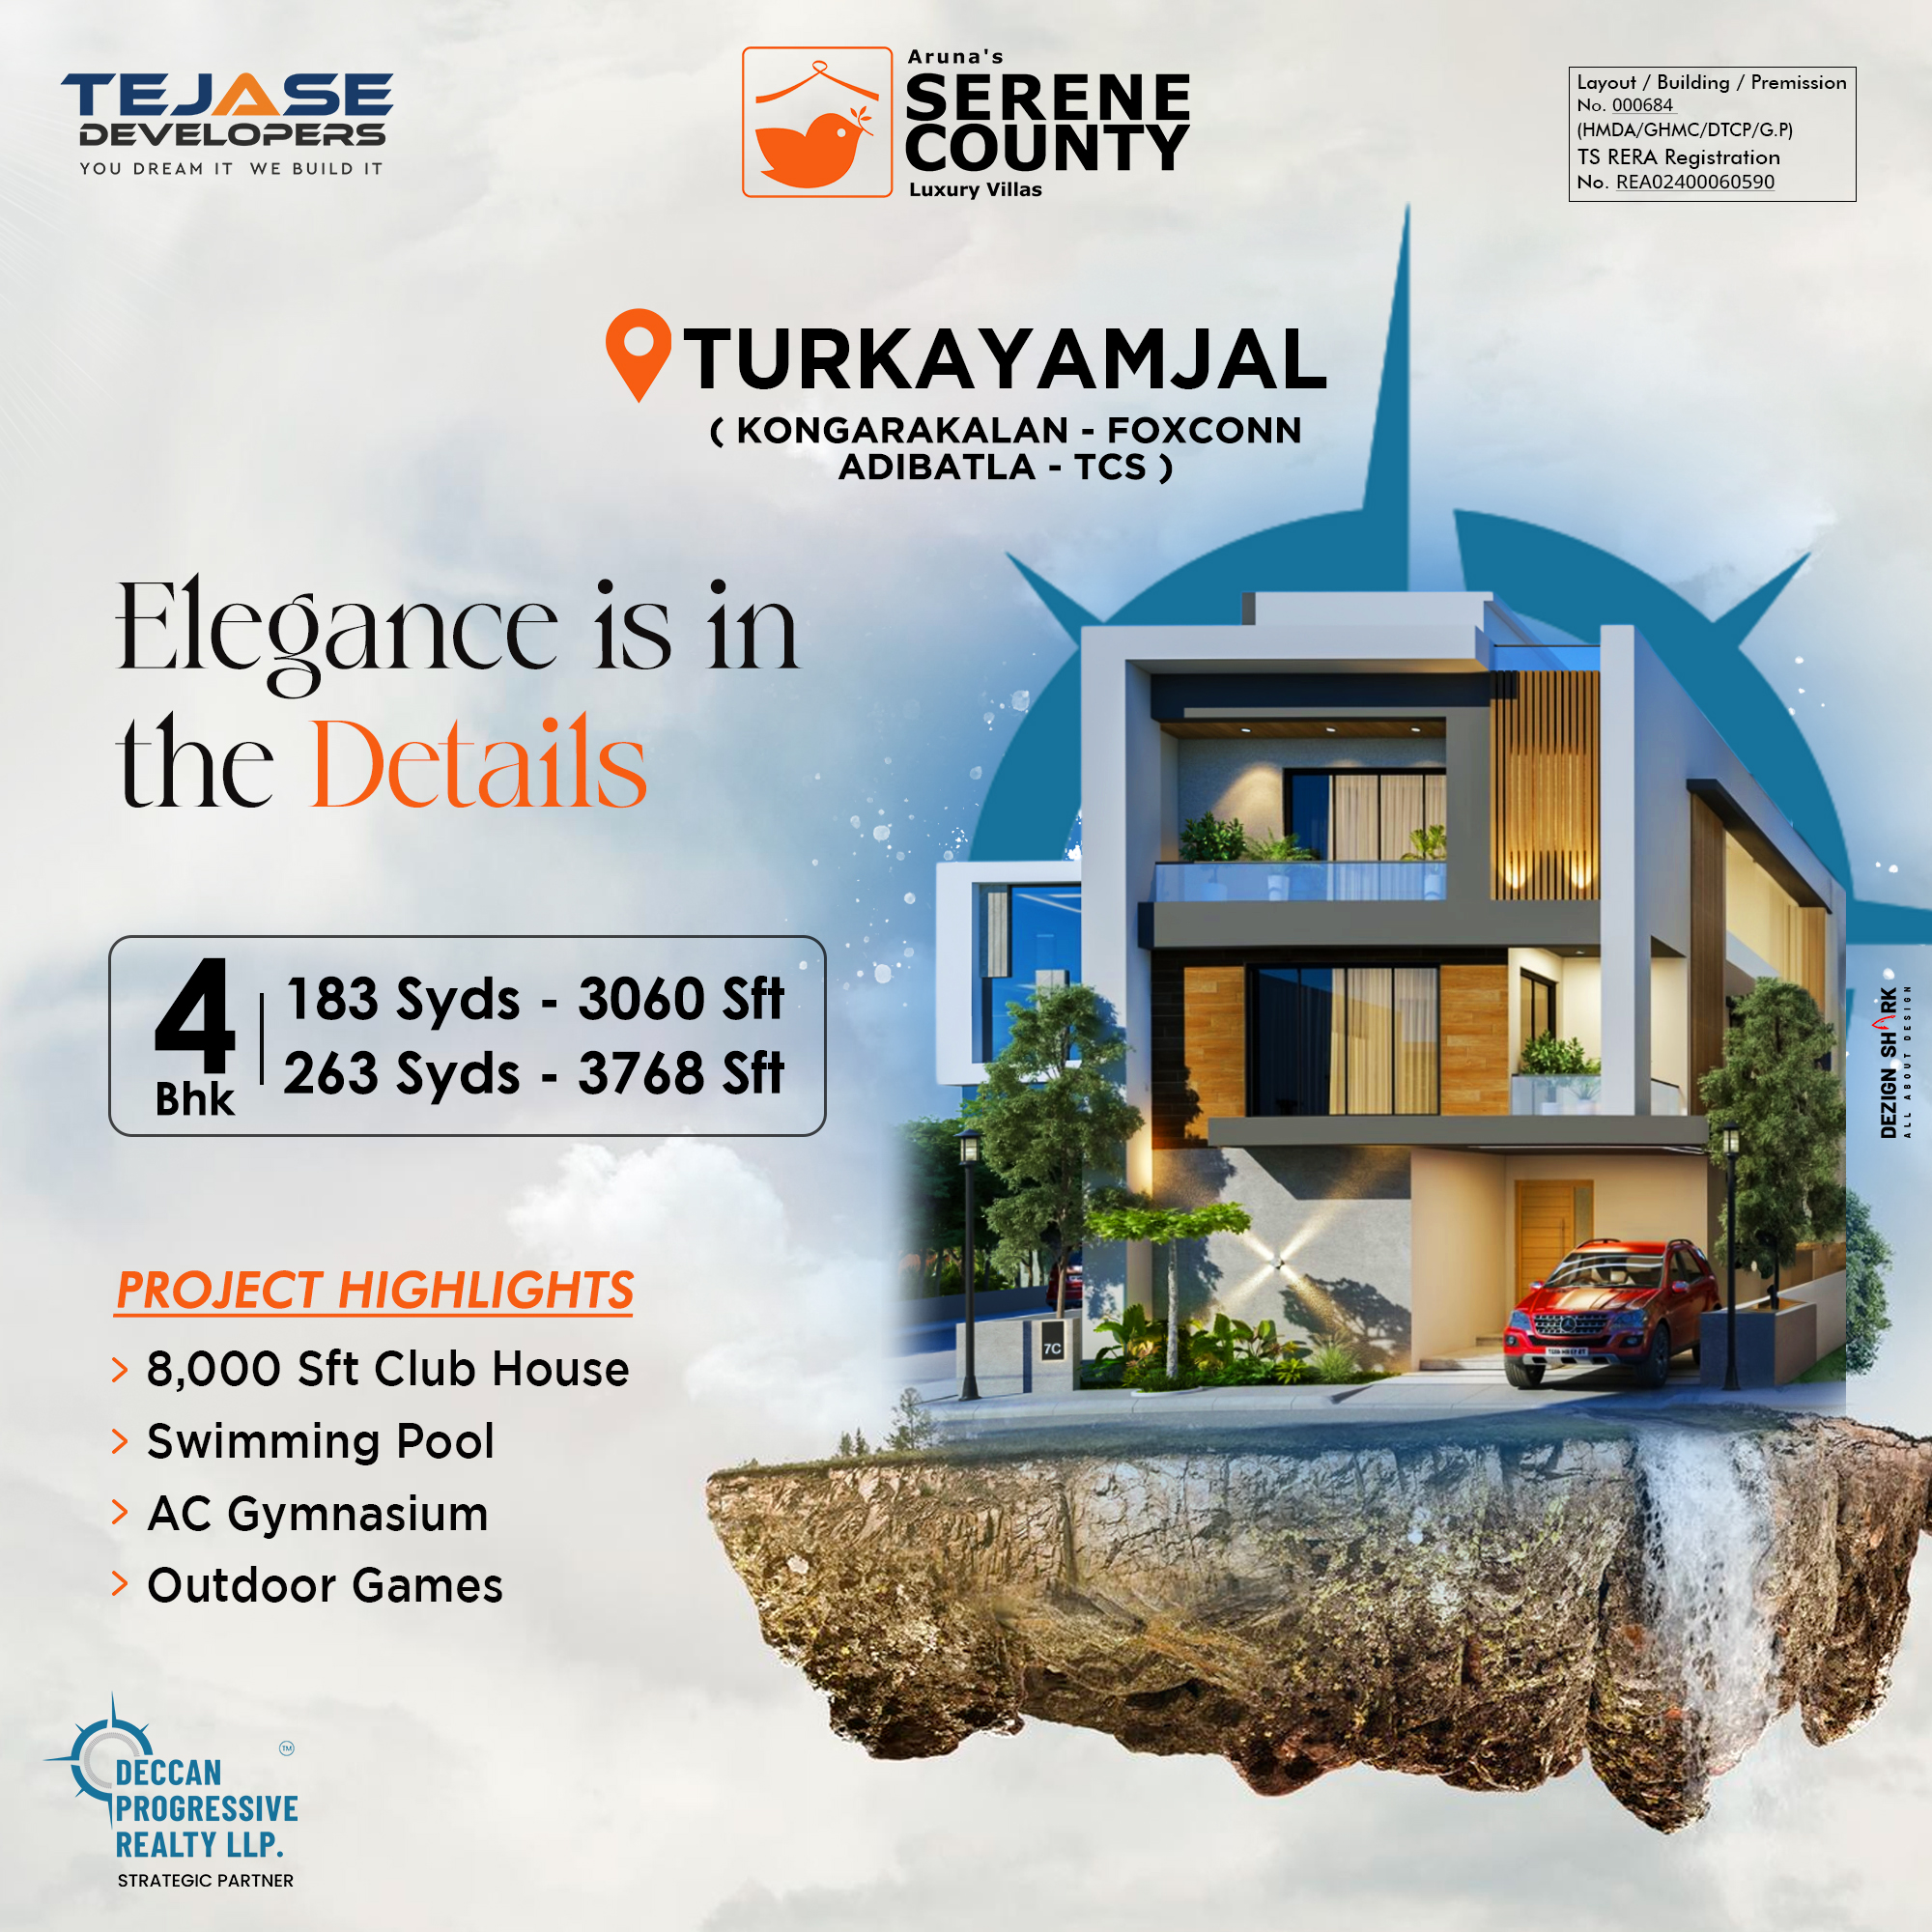 TEJASE
DEVELOPERS
YOU DREAM IT WE BUILD IT
Aruna's
SERENE
COUNTY
Luxury Villas
Layout / Building / Premission
No. 000684
(HMDA/GHMC/DTCP/G.P)
TS RERA Registration
No. REA02400060590
TURKAYAMJAL
( KONGARAKALAN - FOXCONN
ADIBATLA - TCS )
Elegance is in
the Details
4
Bhk
183 Syds - 3060 Sft
263 Syds - 3768 Sft
DEZIGN SHARK
ALL ABOUT DESIGN
7C
PROJECT HIGHLIGHTS
8,000 Sft Club House
Swimming Pool
AC Gymnasium
Outdoor Games
TM
DECCAN
PROGRESSIVE
REALTY LLP.
STRATEGIC PARTNER